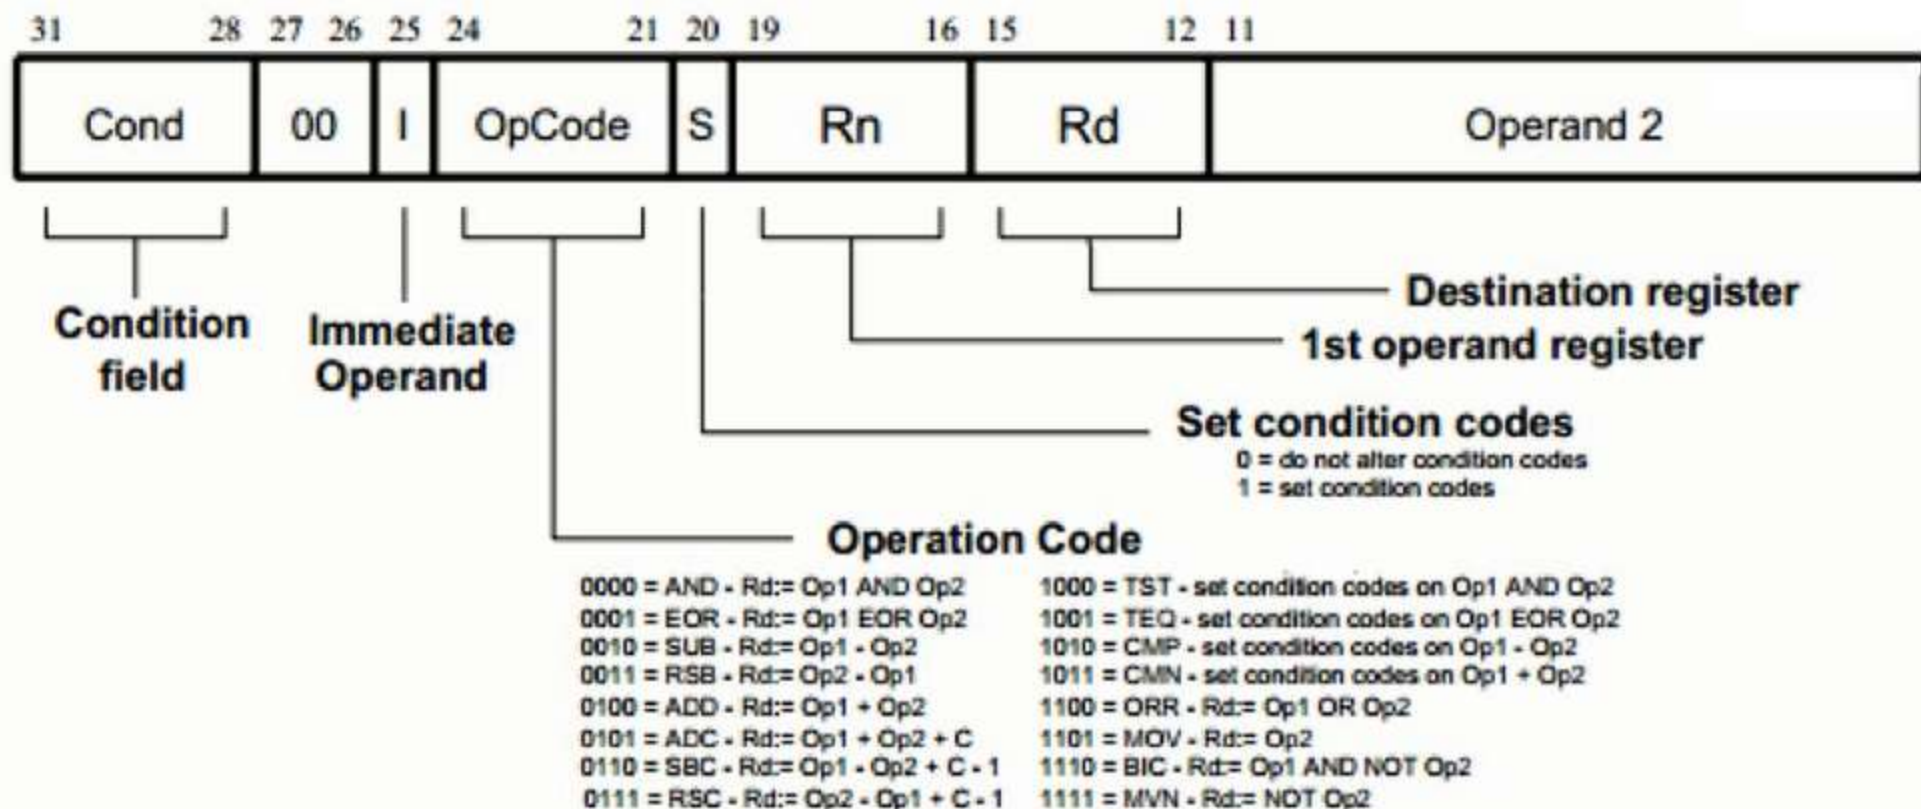 31 28 27 26 25 24 21 20 19 16 15 12 11
Cond 00 I OpCode S Rn Rd Operand 2
Destination register
Condition
field
Immediate
Operand
1st operand register
Set condition codes
0 = do not alter condition codes
1 = set condition codes
Operation Code
0000 = AND - Rd:= Op1 AND Op2
0001 = EOR - Rd:= Op1 EOR Op2
0010 = SUB - Rd:= Op1 - Op2
0011 = RSB - Rd:= Op2 - Op1
0100 = ADD - Rd:= Op1 + Op2
0101 = ADC - Rd:= Op1 + Op2 + C
0110 = SBC - Rd:= Op1 - Op2 + C - 1
0111 = RSC - Rd:= Op2 - Op1 + C - 1
1000 = TST - set condition codes on Op1 AND Op2
1001 = TEQ - set condition codes on Op1 EOR Op2
1010 = CMP - set condition codes on Op1 - Op2
1011 = CMN - set condition codes on Op1 + Op2
1100 = ORR - Rd:= Op1 OR Op2
1101 = MOV - Rd:= Op2
1110 = BIC - Rd:= Op1 AND NOT Op2
1111 = MVN - Rd:= NOT Op2